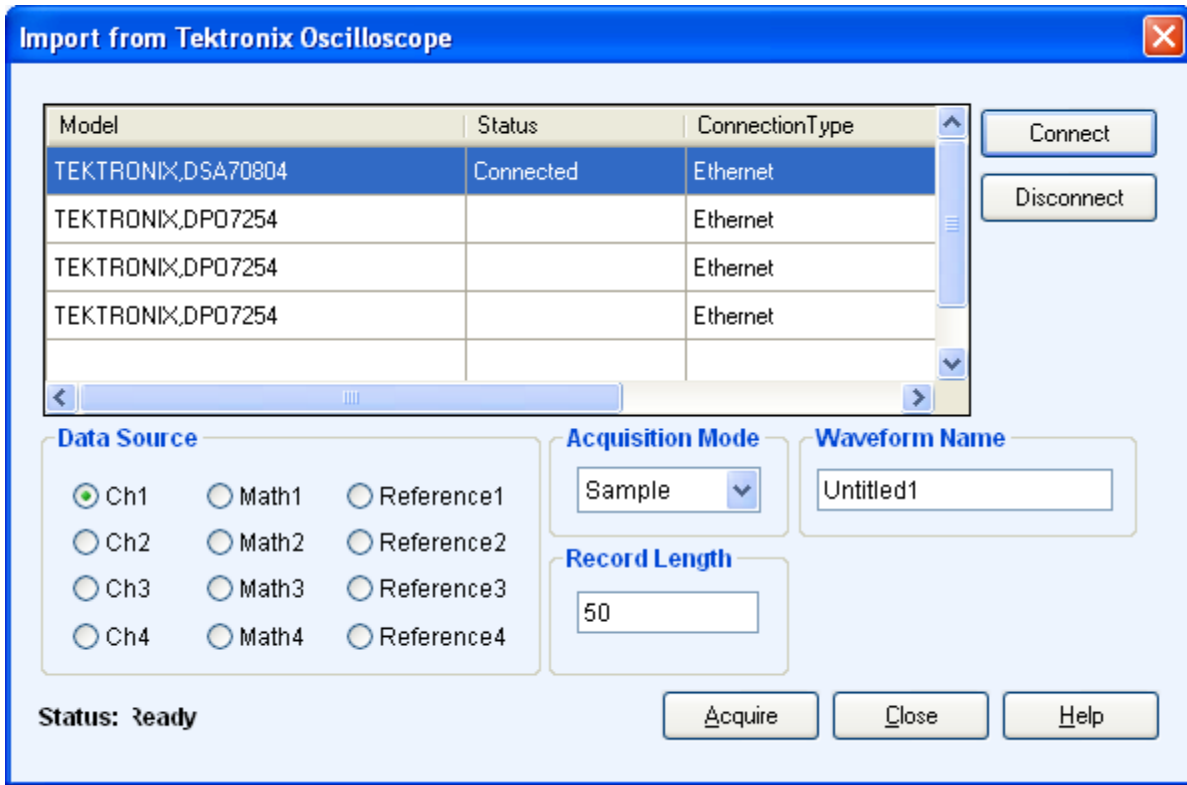 Import from Tektronix Oscilloscope
Model Status ConnectionType
TEKTRONIX,DSA70804 Connected Ethernet
TEKTRONIX,DPO7254 Ethernet
TEKTRONIX,DPO7254 Ethernet
TEKTRONIX,DPO7254 Ethernet
Connect
Disconnect
Data Source
Ch1 Math1 Reference1
Ch2 Math2 Reference2
Ch3 Math3 Reference3
Ch4 Math4 Reference4
Acquisition Mode
Sample
Record Length
50
Waveform Name
Untitled1
Status: Ready
Acquire Close Help